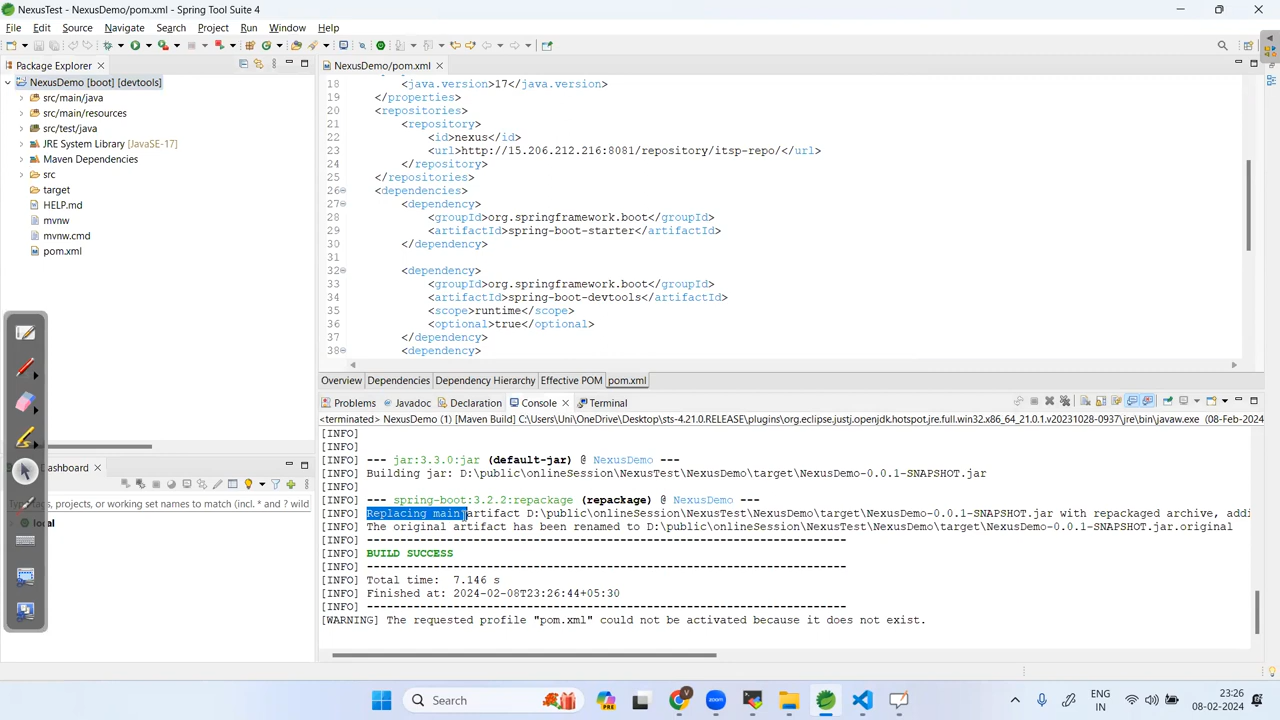 NexusTest - NexusDemo/pom.xml - Spring Tool Suite 4
File Edit Source Navigate Search Project Run Window Help
Package Explorer
NexusDemo [boot] [devtools]
src/main/java
src/main/resources
src/test/java
JRE System Library [JavaSE-17]
Maven Dependencies
src
target
HELP.md
mvnw
mvnw.cmd
pom.xml
NexusDemo/pom.xml
18 <java.version>17</java.version>
19 </properties>
20 <repositories>
21 <repository>
22 <id>nexus</id>
23 <url>http://15.206.212.216:8081/repository/itsp-repo/</url>
24 </repository>
25 </repositories>
26 <dependencies>
27 <dependency>
28 <groupId>org.springframework.boot</groupId>
29 <artifactId>spring-boot-starter</artifactId>
30 </dependency>
31
32 <dependency>
33 <groupId>org.springframework.boot</groupId>
34 <artifactId>spring-boot-devtools</artifactId>
35 <scope>runtime</scope>
36 <optional>true</optional>
37 </dependency>
38 <dependency>
Overview Dependencies Dependency Hierarchy Effective POM pom.xml
Problems Javadoc Declaration Console Terminal
<terminated> NexusDemo (1) [Maven Build] C:\Users\Uni\OneDrive\Desktop\sts-4.21.0.RELEASE\plugins\org.eclipse.justj.openjdk.hotspot.jre.full.win32.x86_64_21.0.1.v20231028-0937\jre\bin\javaw.exe (08-Feb-2024
[INFO]
[INFO]
[INFO] --- jar:3.3.0:jar (default-jar) @ NexusDemo ---
[INFO] Building jar: D:\public\onlineSession\NexusTest\NexusDemo\target\NexusDemo-0.0.1-SNAPSHOT.jar
[INFO]
[INFO] --- spring-boot:3.2.2:repackage (repackage) @ NexusDemo ---
[INFO] Replacing main artifact D:\public\onlineSession\NexusTest\NexusDemo\target\NexusDemo-0.0.1-SNAPSHOT.jar with repackaged archive, addi
[INFO] The original artifact has been renamed to D:\public\onlineSession\NexusTest\NexusDemo\target\NexusDemo-0.0.1-SNAPSHOT.jar.original
[INFO] ------------------------------------------------------------------------
[INFO] BUILD SUCCESS
[INFO] ------------------------------------------------------------------------
[INFO] Total time:  7.146 s
[INFO] Finished at: 2024-02-08T23:26:44+05:30
[INFO] ------------------------------------------------------------------------
[WARNING] The requested profile "pom.xml" could not be activated because it does not exist.
Dashboard
Type tags, projects, or working set names to match (incl. * and ? wild
local
Search
ENG
IN
23:26
08-02-2024